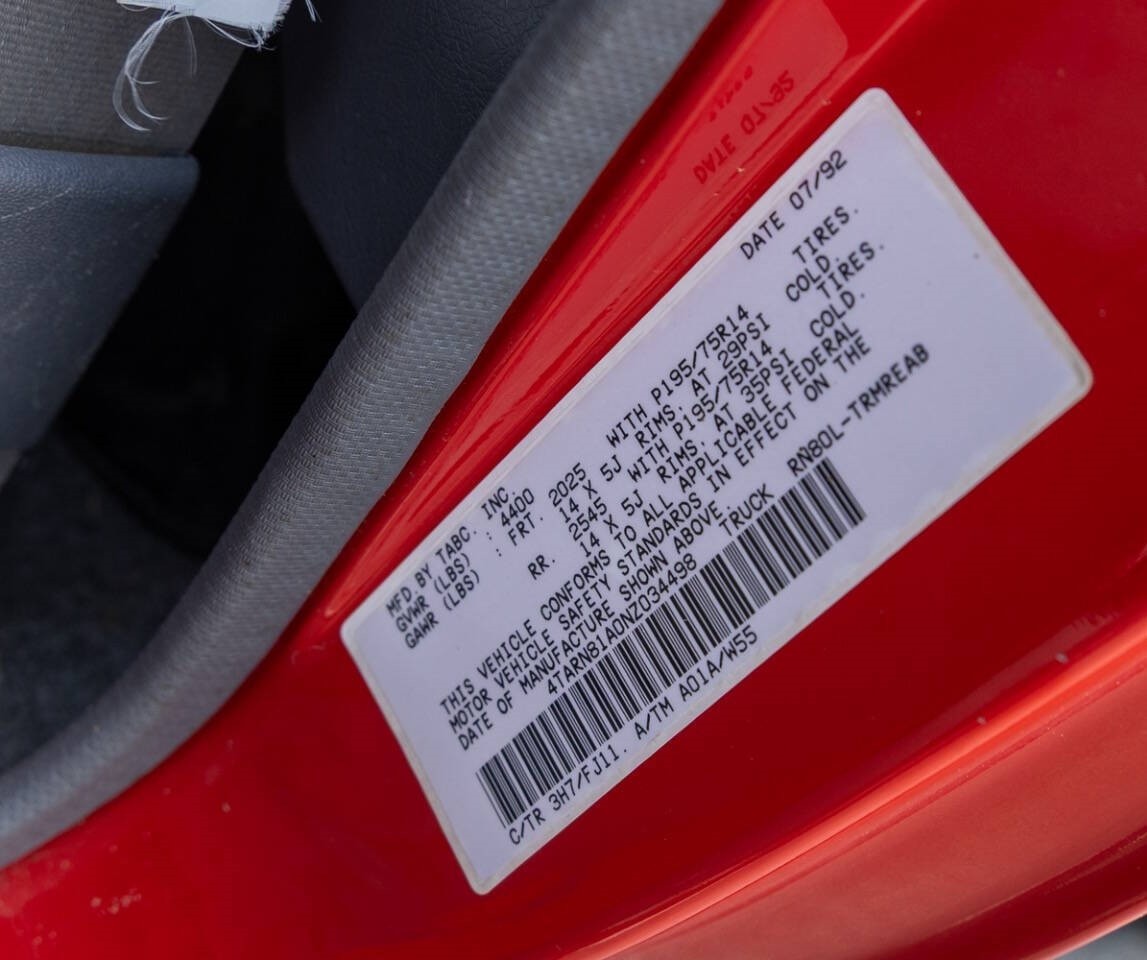 MFD BY TABC. INC. DATE 07/92
GVWR (LBS) : 4400
GAWR (LBS) : FRT. 2025 WITH P195/75R14 TIRES.
14 X 5J RIMS, AT 29PSI COLD.
RR. 2545 WITH P195/75R14 TIRES.
14 X 5J RIMS, AT 35PSI COLD.
THIS VEHICLE CONFORMS TO ALL APPLICABLE FEDERAL
MOTOR VEHICLE SAFETY STANDARDS IN EFFECT ON THE
DATE OF MANUFACTURE SHOWN ABOVE
4TARN81A0NZ034498 TRUCK RN80L-TRMREAB
C/TR 3H7/FJ11. A/TM A01A/W55